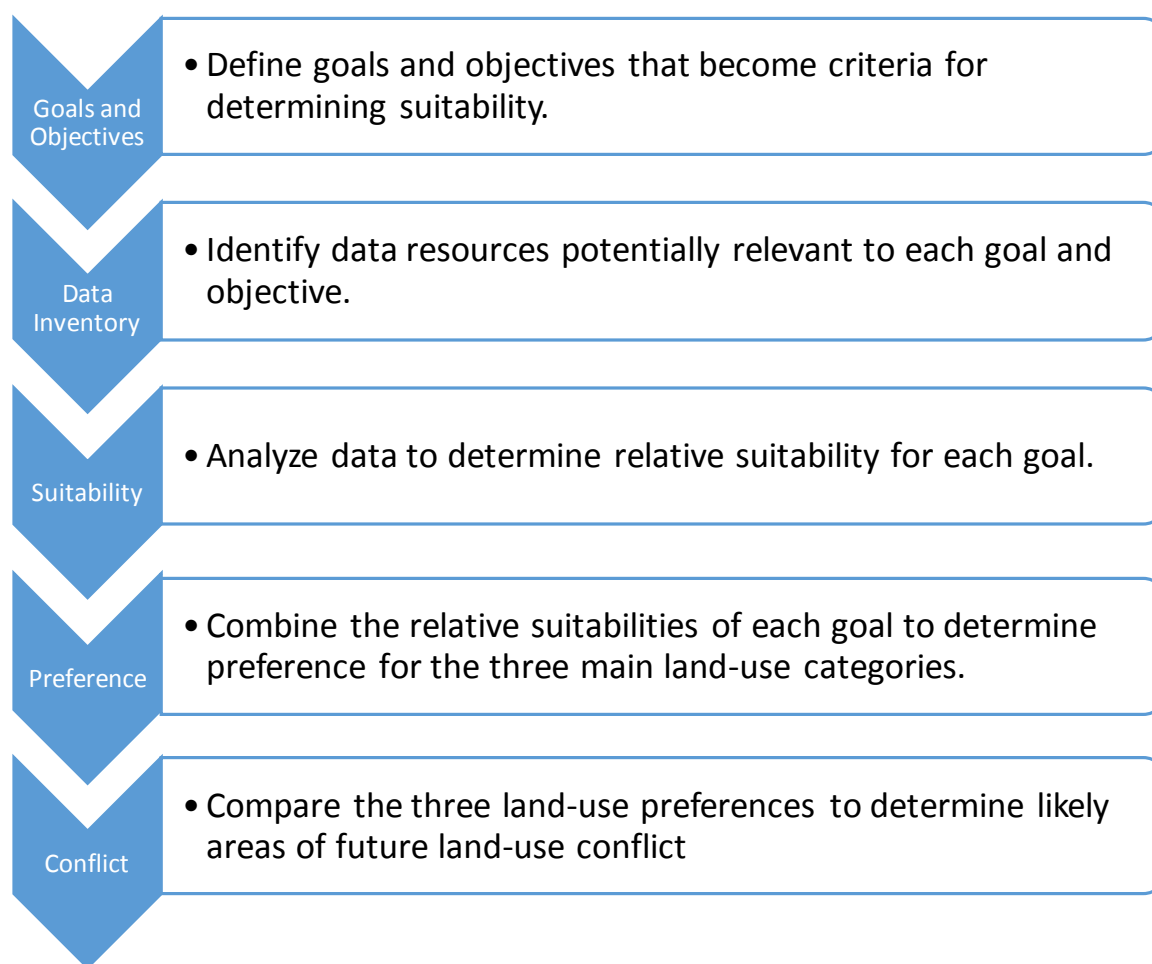 Goals and
Objectives
• Define goals and objectives that become criteria for
determining suitability.
Data
Inventory
• Identify data resources potentially relevant to each goal and
objective.
Suitability
• Analyze data to determine relative suitability for each goal.
Preference
• Combine the relative suitabilities of each goal to determine
preference for the three main land-use categories.
Conflict
• Compare the three land-use preferences to determine likely
areas of future land-use conflict